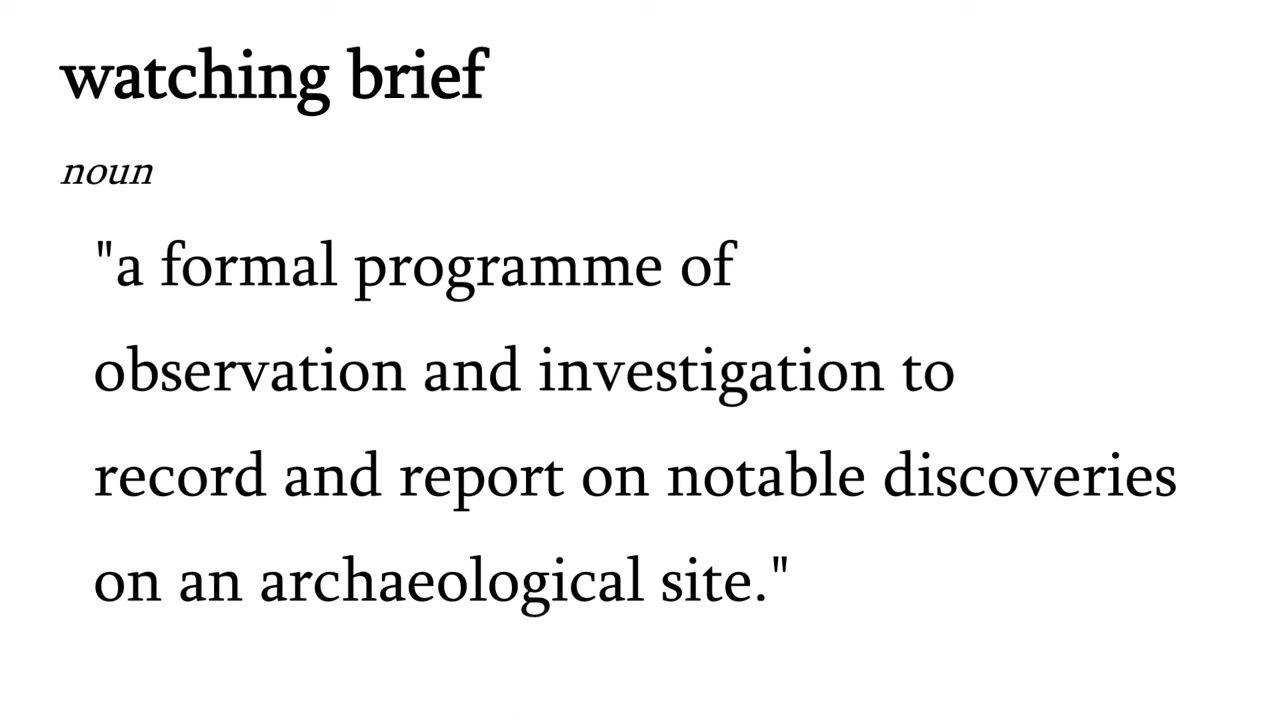 watching brief
noun
"a formal programme of
observation and investigation to
record and report on notable discoveries
on an archaeological site."